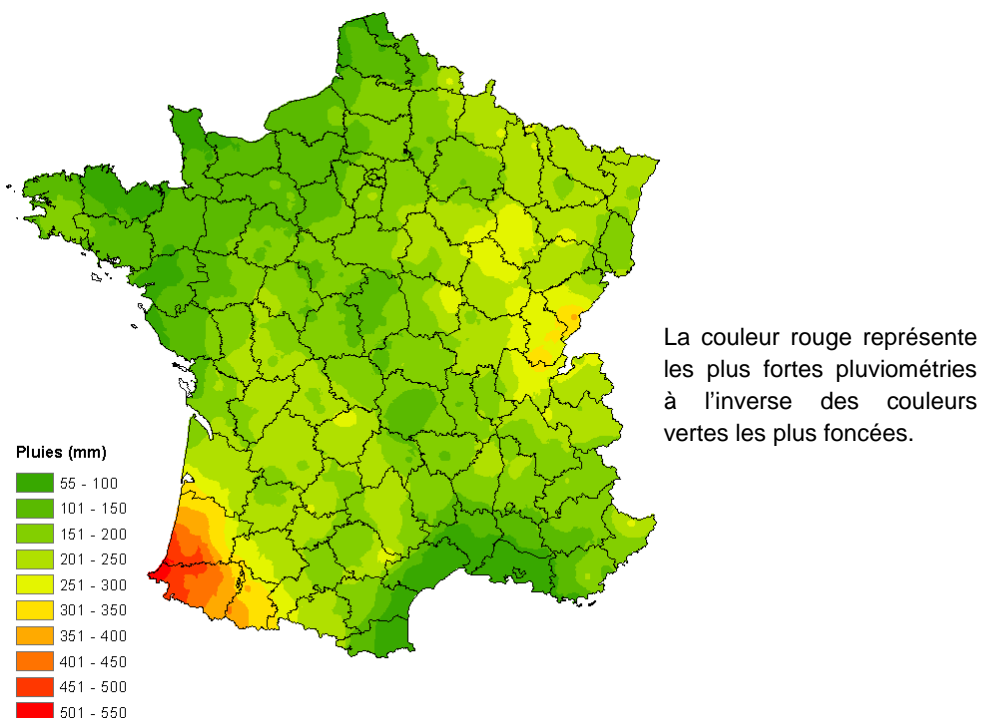 La couleur rouge représente
les plus fortes pluviométries
à l'inverse des couleurs
vertes les plus foncées.
Pluies (mm)
55 - 100
101 - 150
151 - 200
201 - 250
251 - 300
301 - 350
351 - 400
401 - 450
451 - 500
501 - 550